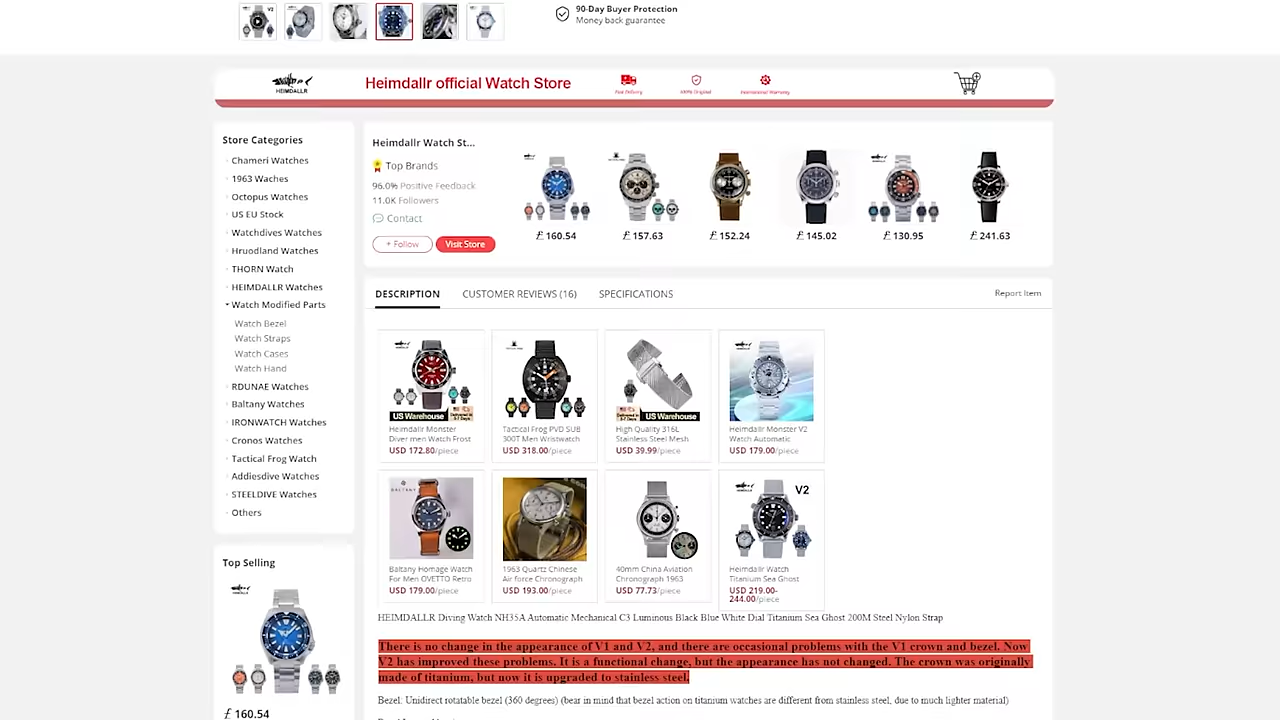 V2
90-Day Buyer Protection
Money back guarantee
HEIMDALLR
Heimdallr official Watch Store
Fast Delivery
100% Original
International Warranty
Store Categories
Chameri Watches
1963 Waches
Octopus Watches
US EU Stock
Watchdives Watches
Hruodland Watches
THORN Watch
HEIMDALLR Watches
Watch Modified Parts
Watch Bezel
Watch Straps
Watch Cases
Watch Hand
RDUNAE Watches
Baltany Watches
IRONWATCH Watches
Cronos Watches
Tactical Frog Watch
Addiesdive Watches
STEELDIVE Watches
Others
Top Selling
£ 160.54
Heimdallr Watch St...
Top Brands
96.0% Positive Feedback
11.0K Followers
Contact
+ Follow
Visit Store
£ 160.54
£ 157.63
£ 152.24
£ 145.02
£ 130.95
£ 241.63
DESCRIPTION
CUSTOMER REVIEWS (16)
SPECIFICATIONS
Report Item
US Warehouse
Heimdallr Monster
Diver men Watch Frost
USD 172.80/piece
Tactical Frog PVD SUB
300T Men Wristwatch
USD 318.00/piece
US Warehouse
High Quality 316L
Stainless Steel Mesh
USD 39.99/piece
Heimdallr Monster V2
Watch Automatic
USD 179.00/piece
BALTANY
Baltany Homage Watch
For Men OVETTO Retro
USD 179.00/piece
1963 Quartz Chinese
Air force Chronograph
USD 193.00/piece
40mm China Aviation
Chronograph 1963
USD 77.73/piece
V2
Heimdallr Watch
Titanium Sea Ghost
USD 219.00-
244.00/piece
HEIMDALLR Diving Watch NH35A Automatic Mechanical C3 Luminous Black Blue White Dial Titanium Sea Ghost 200M Steel Nylon Strap
There is no change in the appearance of V1 and V2, and there are occasional problems with the V1 crown and bezel. Now
V2 has improved these problems. It is a functional change, but the appearance has not changed. The crown was originally
made of titanium, but now it is upgraded to stainless steel.
Bezel: Unidirect rotatable bezel (360 degrees) (bear in mind that bezel action on titanium watches are different from stainless steel, due to much lighter material)